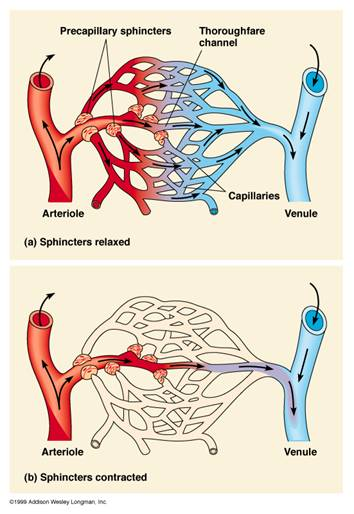 Precapillary sphincters
Thoroughfare
channel
Capillaries
Arteriole
Venule
(a) Sphincters relaxed
Arteriole
Venule
(b) Sphincters contracted
©1999 Addison Wesley Longman, Inc.